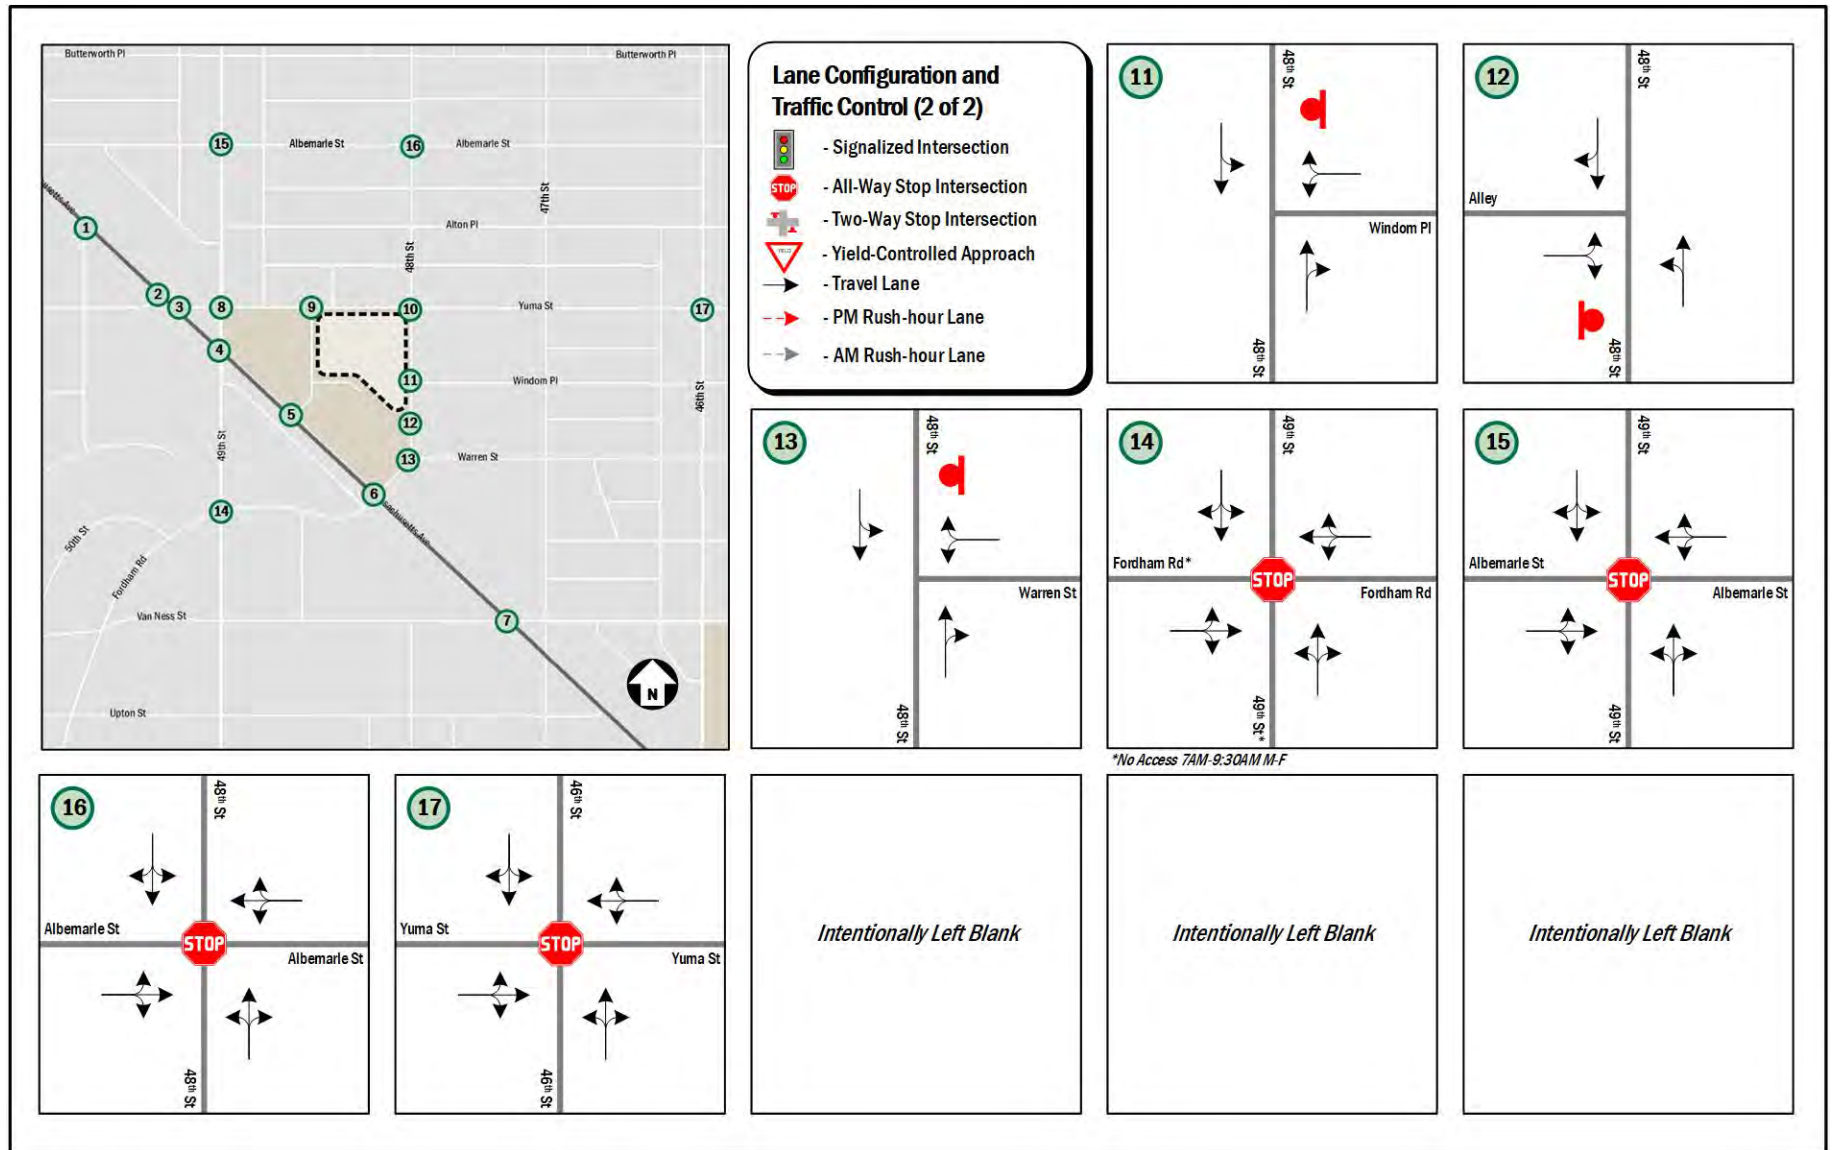 Butterworth Pl
Butterworth Pl
15
Albemarle St
16
Albemarle St
47th St
1
Alton Pl
48th St
2
3
8
9
10
Yuma St
17
4
11
Windom Pl
46th St
5
12
49th St
13
Warren St
6
14
50th St
Fordham Rd
Van Ness St
7
N
Upton St
Lane Configuration and
Traffic Control (2 of 2)
- Signalized Intersection
STOP - All-Way Stop Intersection
- Two-Way Stop Intersection
YIELD - Yield-Controlled Approach
- Travel Lane
- PM Rush-hour Lane
- AM Rush-hour Lane
11
48th St
Windom Pl
48th St
12
48th St
Alley
48th St
13
48th St
Warren St
48th St
14
49th St
Fordham Rd*
STOP
Fordham Rd
49th St*
*No Access 7AM-9:30AM M-F
15
49th St
Albemarle St
STOP
Albemarle St
49th St
16
48th St
Albemarle St
STOP
Albemarle St
48th St
17
46th St
Yuma St
STOP
Yuma St
46th St
Intentionally Left Blank
Intentionally Left Blank
Intentionally Left Blank